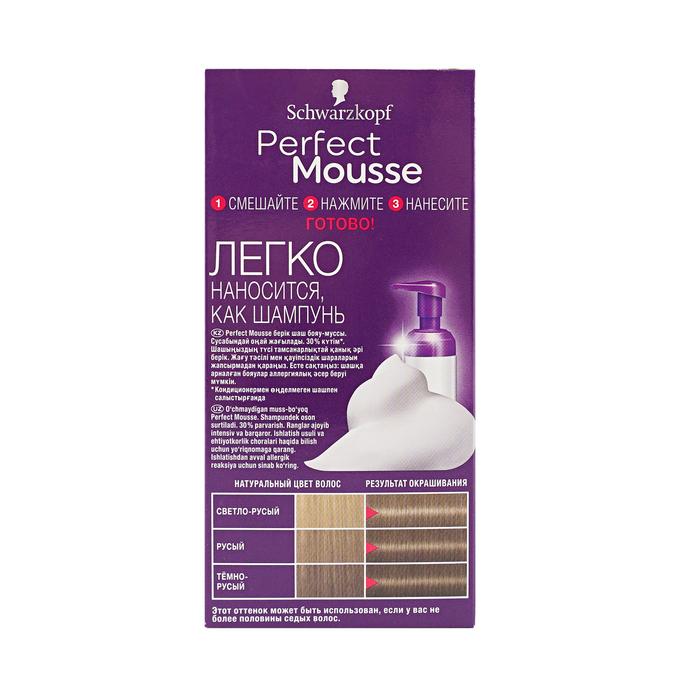 Schwarzkopf
Perfect
Mousse
1 СМЕШАЙТЕ 2 НАЖМИТЕ 3 НАНЕСИТЕ
ГОТОВО!
ЛЕГКО
НАНОСИТСЯ,
КАК ШАМПУНЬ
KZ Perfect Mousse берік шаш бояу-муссы.
Сусабындай оңай жағылады. 30% күтім*.
Шашыңыздың түсі тамсанарлықтай қанық әрі
берік. Жағу тәсілі мен қауіпсіздік шараларын
жапсырмадан қараңыз. Есте сақтаңыз: шашқа
арналған бояулар аллергиялық әсер беруі
мүмкін.
* Кондиционермен өңделмеген шашпен
салыстырғанда
UZ O'chmaydigan muss-bo'yoq
Perfect Mousse. Shampundek oson
surtiladi. 30% parvarish. Ranglar ajoyib
intensiv va barqaror. Ishlatish usuli va
ehtiyotkorlik choralari haqida bilish
uchun yo'riqnomaga qarang.
Ishlatishdan avval allergik
reaksiya uchun sinab ko'ring.
НАТУРАЛЬНЫЙ ЦВЕТ ВОЛОС РЕЗУЛЬТАТ ОКРАШИВАНИЯ
СВЕТЛО-РУСЫЙ
РУСЫЙ
ТЁМНО-
РУСЫЙ
Этот оттенок может быть использован, если у вас не
более половины седых волос.